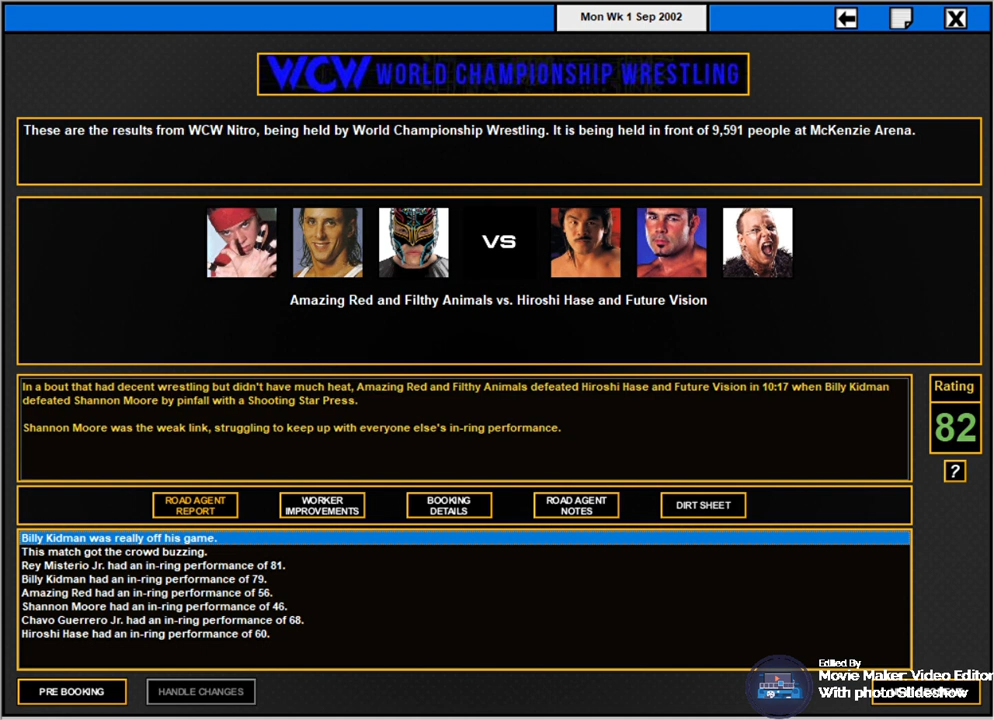 Mon Wk 1 Sep 2002
WCW WORLD CHAMPIONSHIP WRESTLING
These are the results from WCW Nitro, being held by World Championship Wrestling. It is being held in front of 9,591 people at McKenzie Arena.
VS
Amazing Red and Filthy Animals vs. Hiroshi Hase and Future Vision
In a bout that had decent wrestling but didn't have much heat, Amazing Red and Filthy Animals defeated Hiroshi Hase and Future Vision in 10:17 when Billy Kidman
defeated Shannon Moore by pinfall with a Shooting Star Press.
Shannon Moore was the weak link, struggling to keep up with everyone else's in-ring performance.
Rating
82
?
ROAD AGENT REPORT
WORKER IMPROVEMENTS
BOOKING DETAILS
ROAD AGENT NOTES
DIRT SHEET
Billy Kidman was really off his game.
This match got the crowd buzzing.
Rey Misterio Jr. had an in-ring performance of 81.
Billy Kidman had an in-ring performance of 79.
Amazing Red had an in-ring performance of 56.
Shannon Moore had an in-ring performance of 46.
Chavo Guerrero Jr. had an in-ring performance of 68.
Hiroshi Hase had an in-ring performance of 60.
PRE BOOKING
HANDLE CHANGES
Edited By
Movie Maker: Video Editor
With photo Slideshow